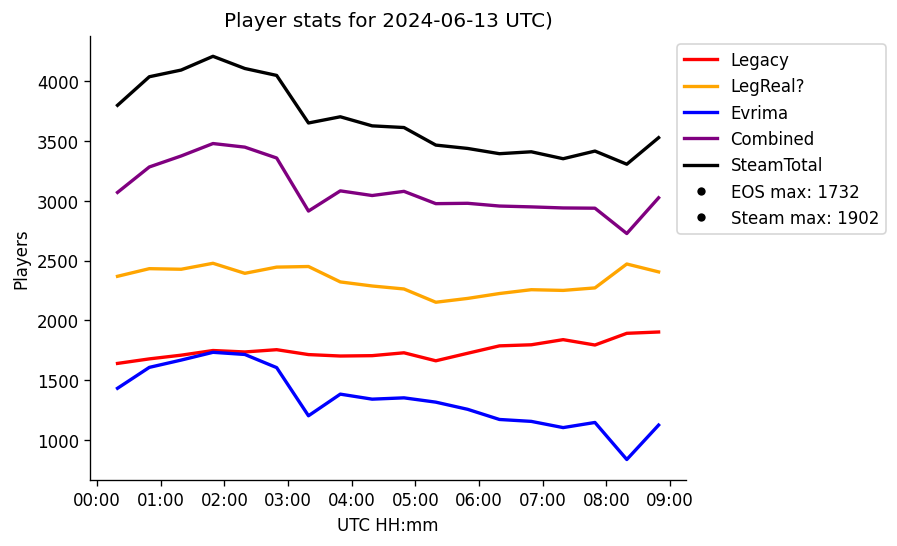 Player stats for 2024-06-13 UTC)
Legacy
LegReal?
Evrima
Combined
SteamTotal
EOS max: 1732
Steam max: 1902
Players
4000
3500
3000
2500
2000
1500
1000
00:00 01:00 02:00 03:00 04:00 05:00 06:00 07:00 08:00 09:00
UTC HH:mm